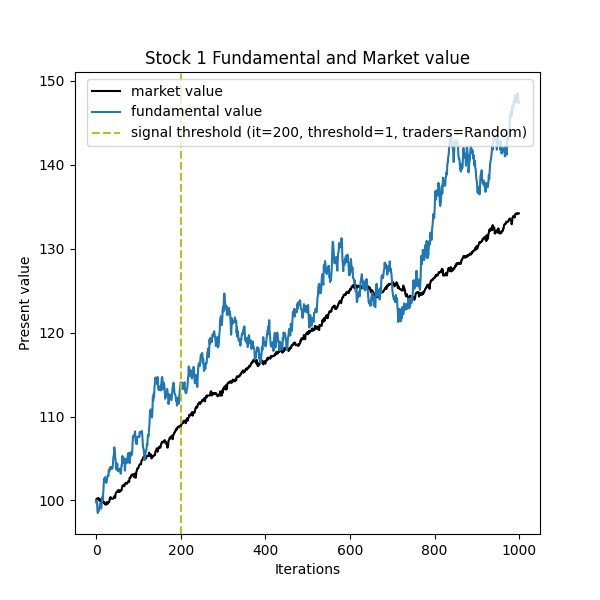 Stock 1 Fundamental and Market value
market value
fundamental value
signal threshold (it=200, threshold=1, traders=Random)
150
140
130
120
110
100
Present value
0 200 400 600 800 1000
Iterations